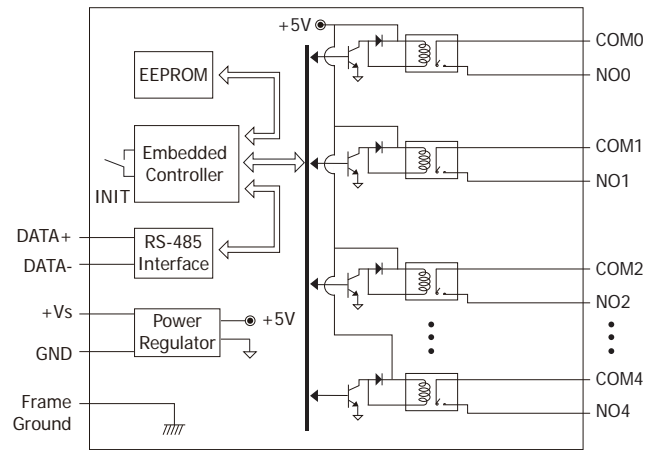 +5V
EEPROM
Embedded
Controller
INIT
DATA+
DATA-
RS-485
Interface
+Vs
GND
Power
Regulator
+5V
Frame
Ground
COM0
NO0
COM1
NO1
COM2
NO2
COM4
NO4